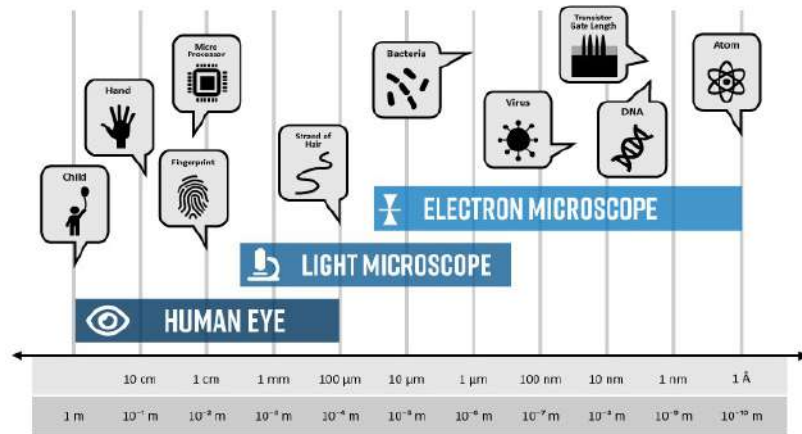 Transistor
Gate Length
Micro
Processor
Atom
Bacteria
Hand
Virus
DNA
Strand of
Hair
Fingerprint
Child
ELECTRON MICROSCOPE
LIGHT MICROSCOPE
HUMAN EYE
10 cm 1 cm 1 mm 100 µm 10 µm 1 µm 100 nm 10 nm 1 nm 1 Å
1 m 10⁻¹ m 10⁻² m 10⁻³ m 10⁻⁴ m 10⁻⁵ m 10⁻⁶ m 10⁻⁷ m 10⁻⁸ m 10⁻⁹ m 10⁻¹⁰ m